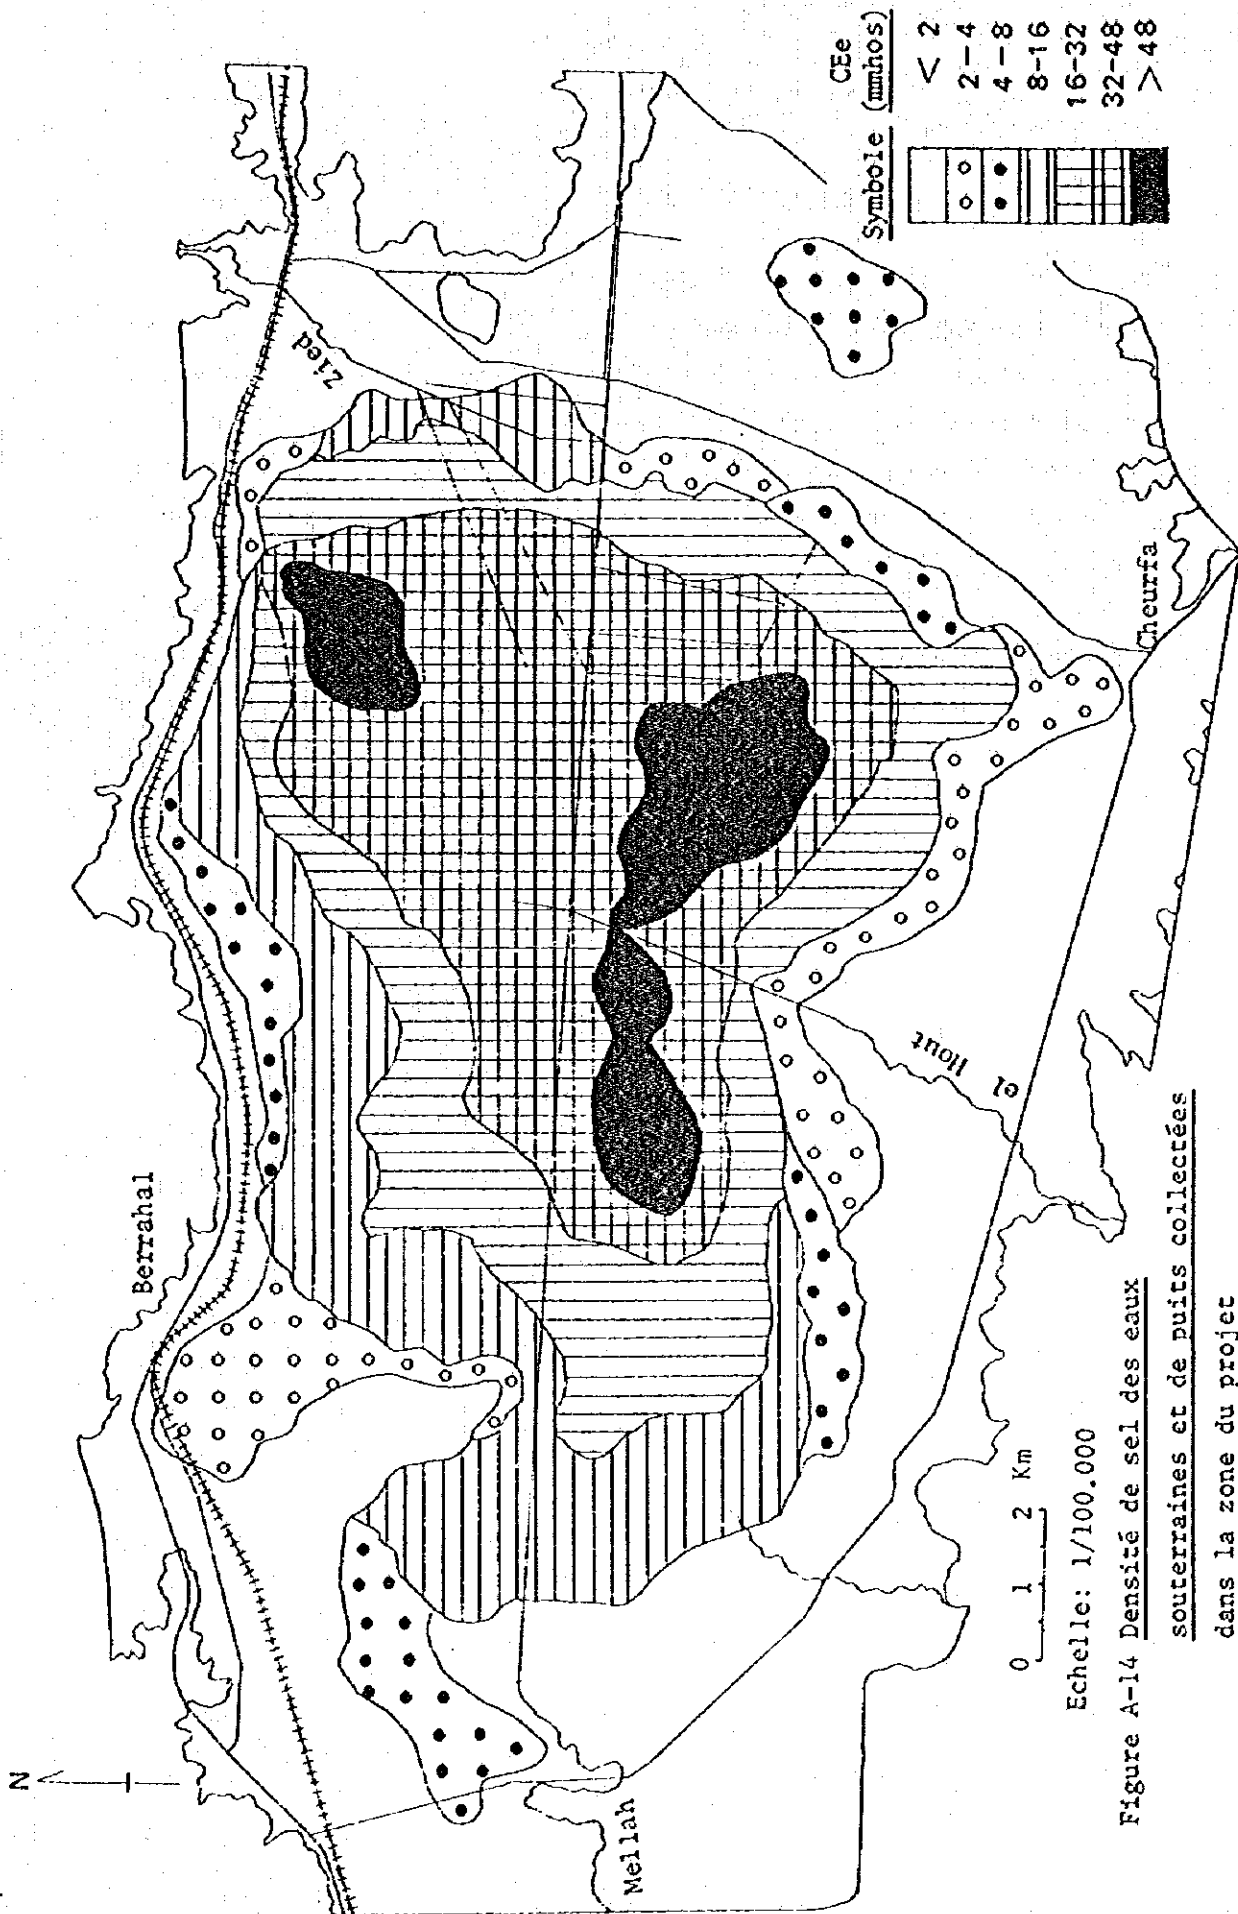 N
Berrahal
Zied
Mellah
el Hout
Cheurfa
Symbole
CEe
(mmhos)
< 2
2-4
4-8
8-16
16-32
32-48
>48
0 1 2 Km
Echelle: 1/100.000
Figure A-14 Densité de sel des eaux
souterraines et de puits collectées
dans la zone du projet